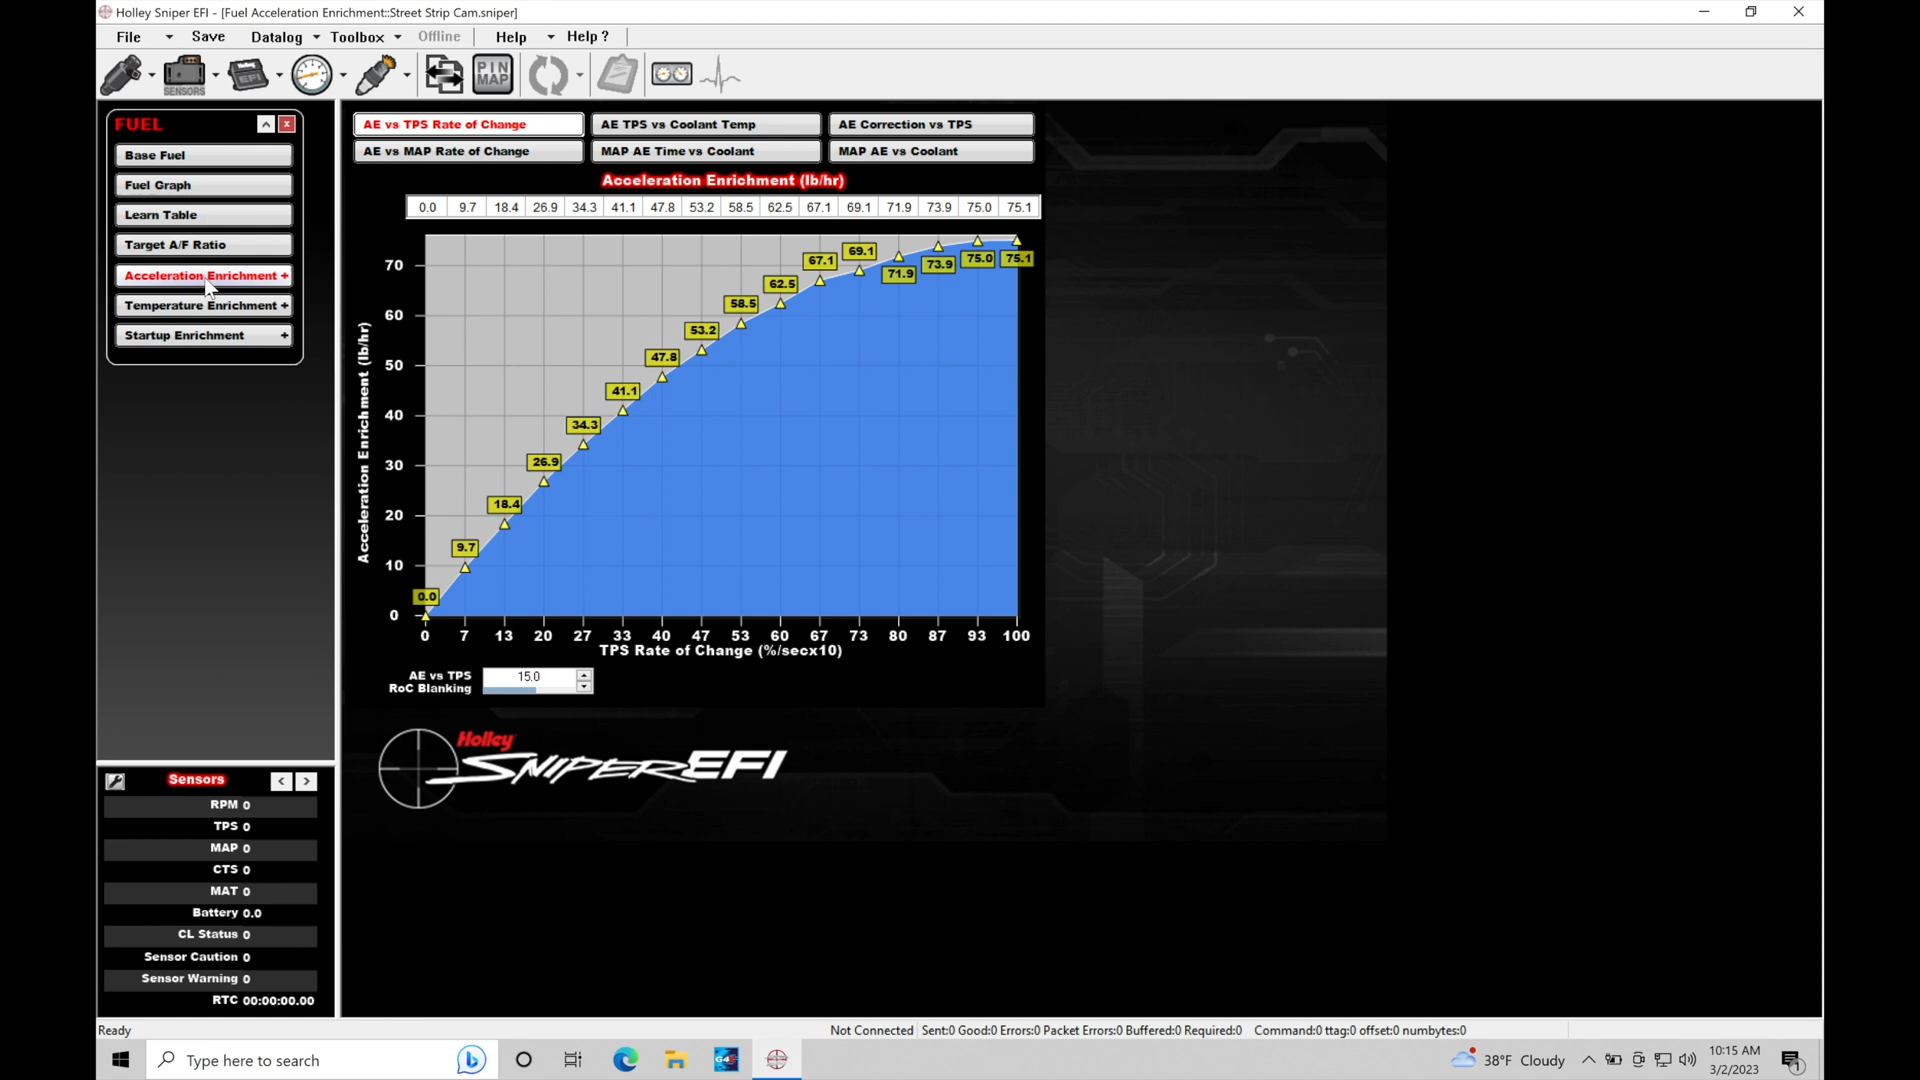 Holley Sniper EFI - [Fuel Acceleration Enrichment::Street Strip Cam.sniper]
File Save Datalog Toolbox Offline Help Help ?
SENSORS Holley EFI PIN MAP
FUEL
Base Fuel
Fuel Graph
Learn Table
Target A/F Ratio
Acceleration Enrichment +
Temperature Enrichment +
Startup Enrichment +
AE vs TPS Rate of Change AE TPS vs Coolant Temp AE Correction vs TPS
AE vs MAP Rate of Change MAP AE Time vs Coolant MAP AE vs Coolant
Acceleration Enrichment (lb/hr)
0.0 9.7 18.4 26.9 34.3 41.1 47.8 53.2 58.5 62.5 67.1 69.1 71.9 73.9 75.0 75.1
Acceleration Enrichment (lb/hr)
70
60
50
40
30
20
10
0
0.0 9.7 18.4 26.9 34.3 41.1 47.8 53.2 58.5 62.5 67.1 69.1 71.9 73.9 75.0 75.1
0 7 13 20 27 33 40 47 53 60 67 73 80 87 93 100
TPS Rate of Change (%/secx10)
AE vs TPS
RoC Blanking
15.0
Holley
SNIPER EFI
Sensors
RPM 0
TPS 0
MAP 0
CTS 0
MAT 0
Battery 0.0
CL Status 0
Sensor Caution 0
Sensor Warning 0
RTC 00:00:00.00
Ready Not Connected Sent:0 Good:0 Errors:0 Packet Errors:0 Buffered:0 Required:0 Command:0 ttag:0 offset:0 numbytes:0
Type here to search
G4S
38°F Cloudy
10:15 AM
3/2/2023
1